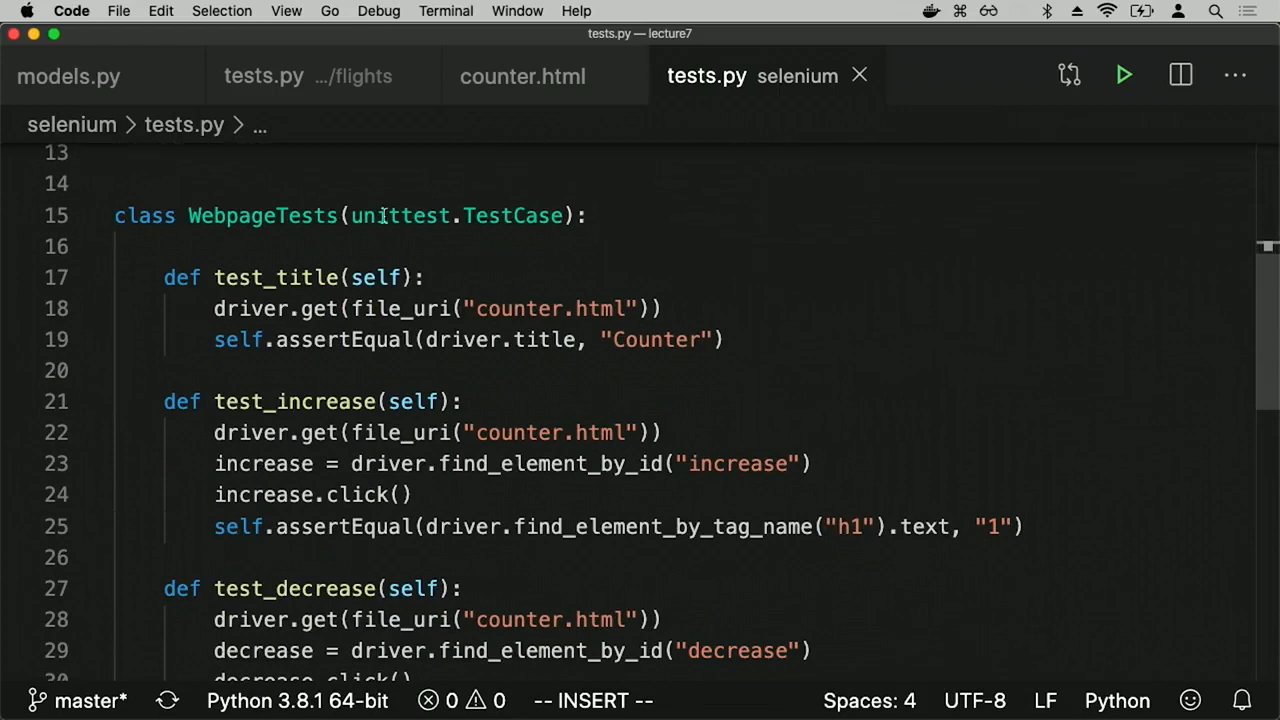 Code File Edit Selection View Go Debug Terminal Window Help
tests.py — lecture7
models.py tests.py .../flights counter.html tests.py selenium
selenium > tests.py > ...
13
14
15 class WebpageTests(unittest.TestCase):
16
17 def test_title(self):
18 driver.get(file_uri("counter.html"))
19 self.assertEqual(driver.title, "Counter")
20
21 def test_increase(self):
22 driver.get(file_uri("counter.html"))
23 increase = driver.find_element_by_id("increase")
24 increase.click()
25 self.assertEqual(driver.find_element_by_tag_name("h1").text, "1")
26
27 def test_decrease(self):
28 driver.get(file_uri("counter.html"))
29 decrease = driver.find_element_by_id("decrease")
30 decrease.click()
master* Python 3.8.1 64-bit 0 0 -- INSERT -- Spaces: 4 UTF-8 LF Python